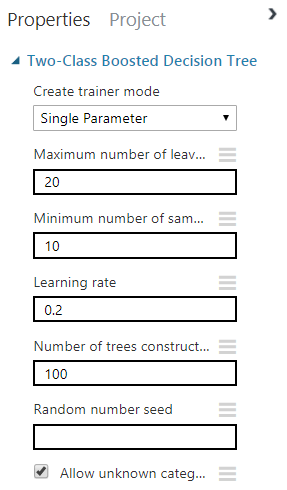 Properties Project
Two-Class Boosted Decision Tree
Create trainer mode
Single Parameter
Maximum number of leav...
20
Minimum number of sam...
10
Learning rate
0.2
Number of trees construct...
100
Random number seed
Allow unknown categ...